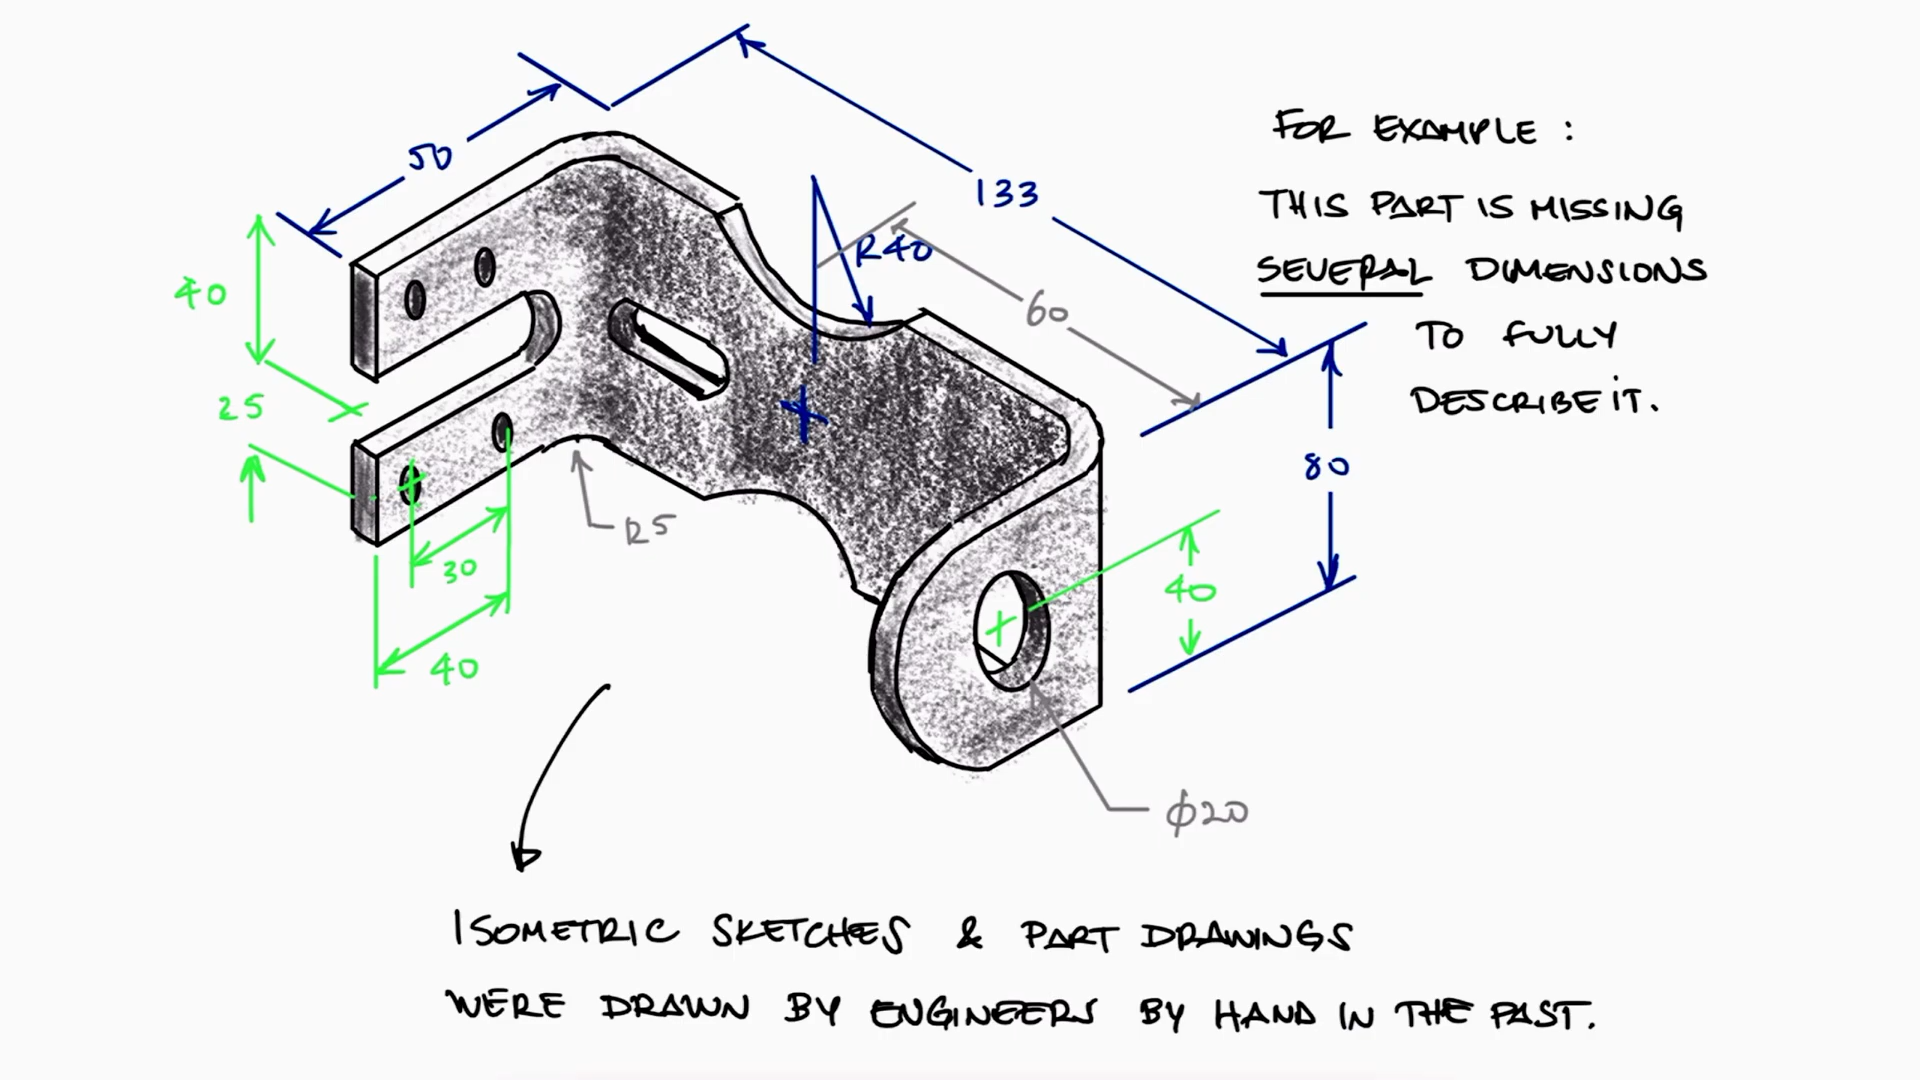 50
133
FOR EXAMPLE :
THIS PART IS MISSING
SEVERAL DIMENSIONS
TO FULLY
DESCRIBE IT.
R40
60
40
25
80
R5
30
40
40
φ20
ISOMETRIC SKETCHES & PART DRAWINGS
WERE DRAWN BY ENGINEERS BY HAND IN THE PAST.